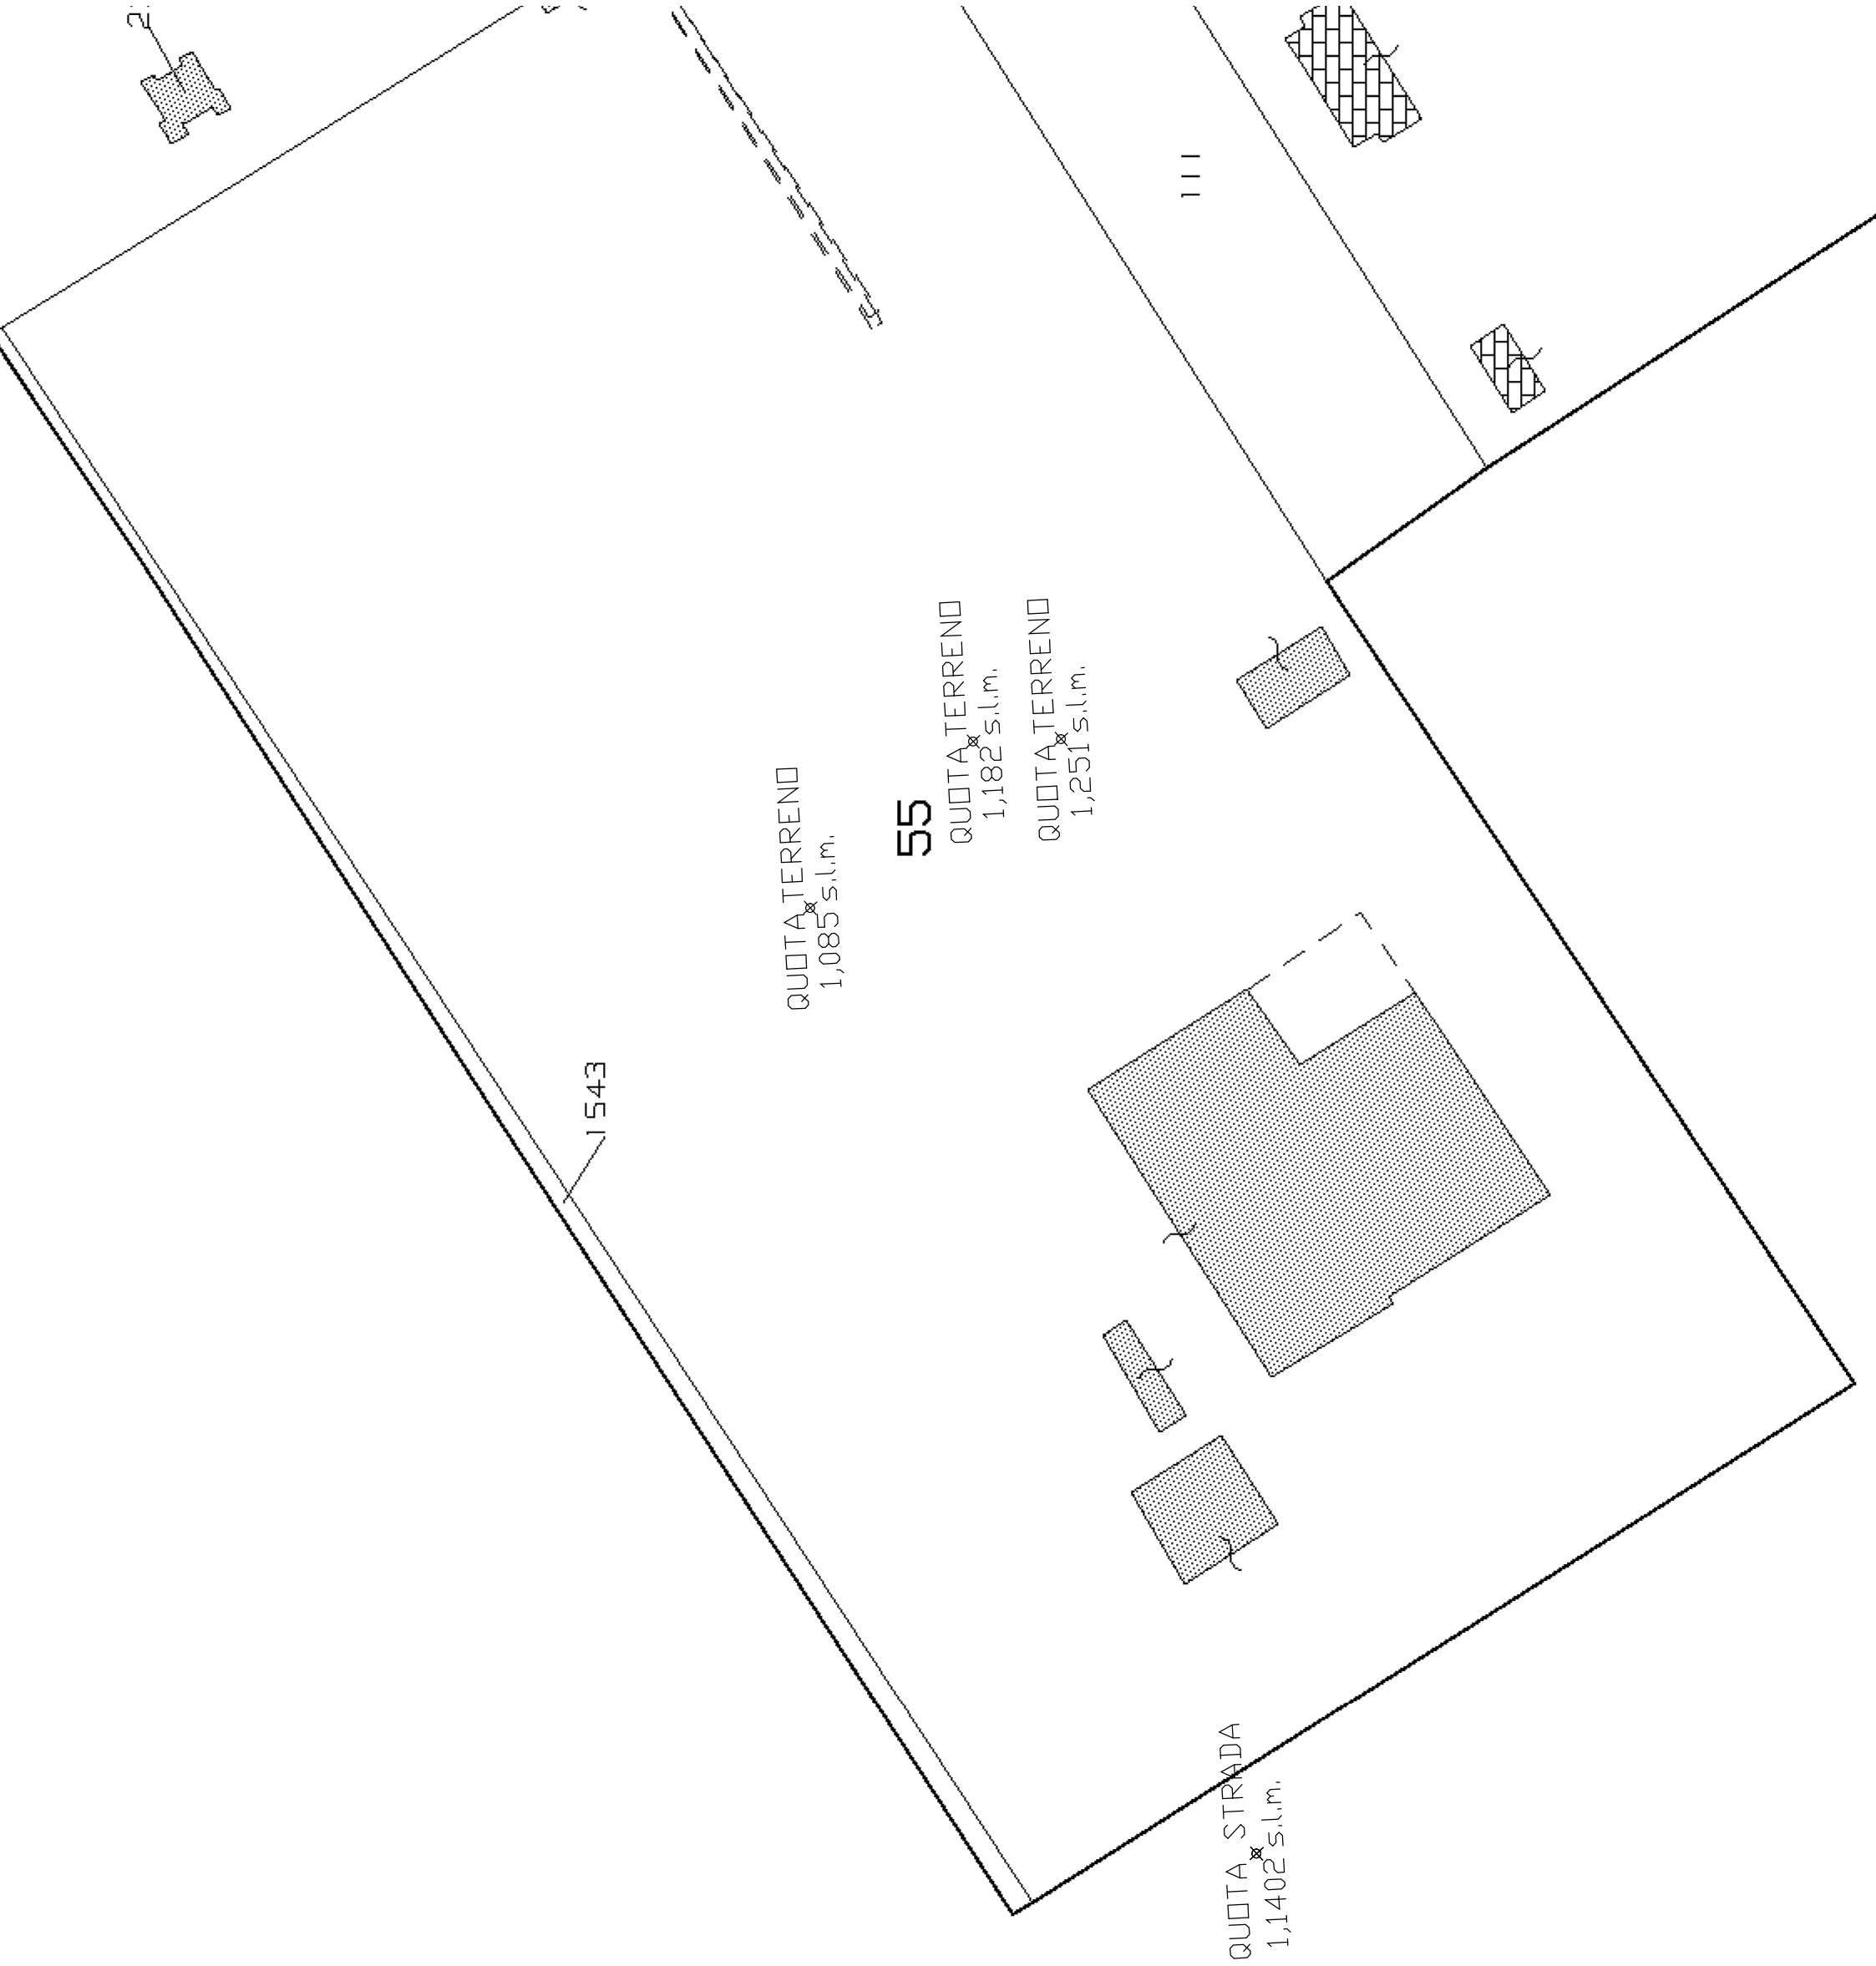 111
55
QUOTA TERRENO
1,182 s.l.m.
QUOTA TERRENO
1,251 s.l.m.
QUOTA TERRENO
1,085 s.l.m.
1543
QUOTA STRADA
1,1402 s.l.m.